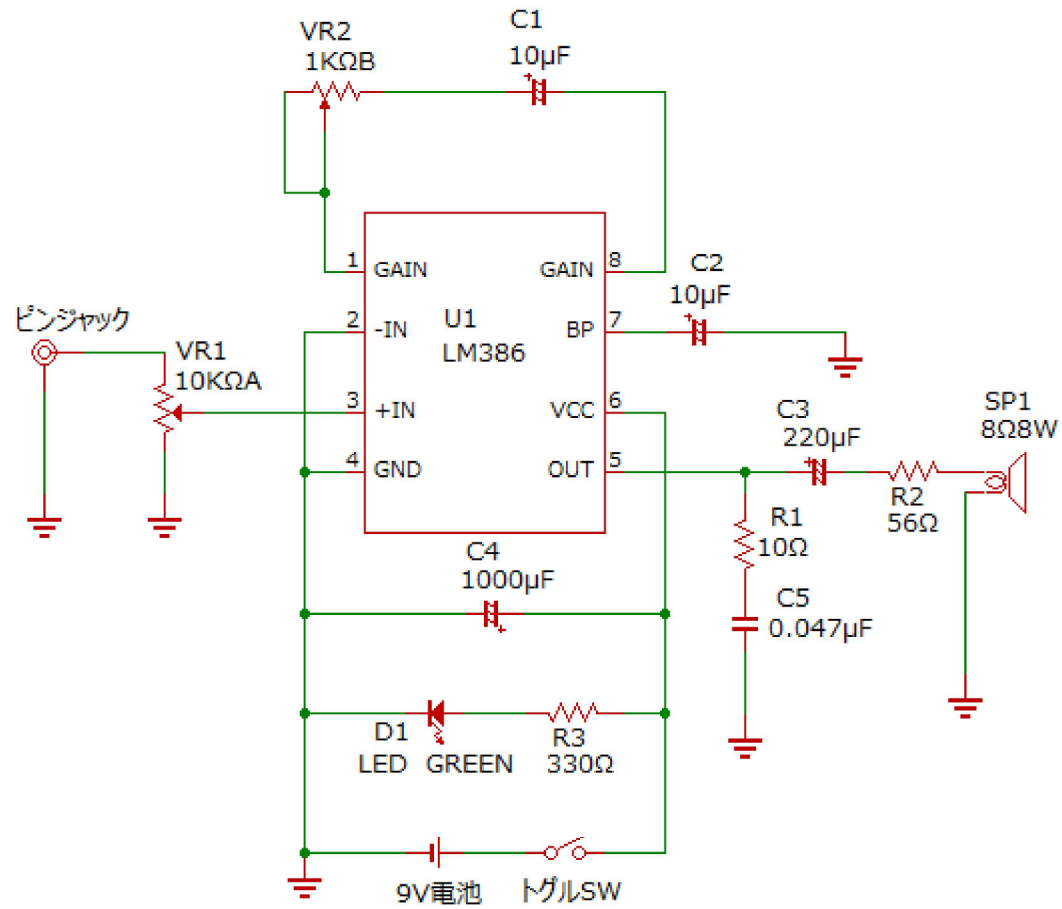 VR2
1KΩB
C1
10μF
1
GAIN
GAIN
8
C2
10μF
ピンジャック
2
-IN
U1
LM386
BP
7
VR1
10KΩA
3
+IN
VCC
6
C3
220μF
SP1
8Ω8W
4
GND
OUT
5
R2
56Ω
R1
10Ω
C4
1000μF
C5
0.047μF
D1
LED GREEN
R3
330Ω
9V電池
トグルSW